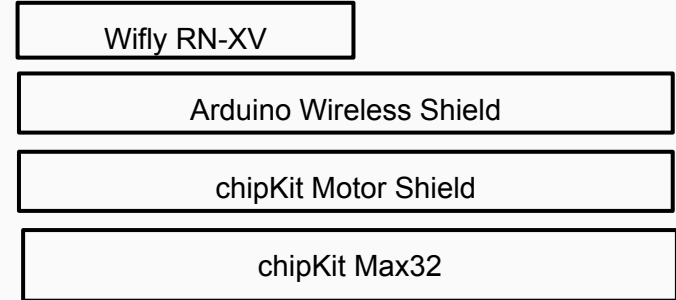 Wifly RN-XV
Arduino Wireless Shield
chipKit Motor Shield
chipKit Max32